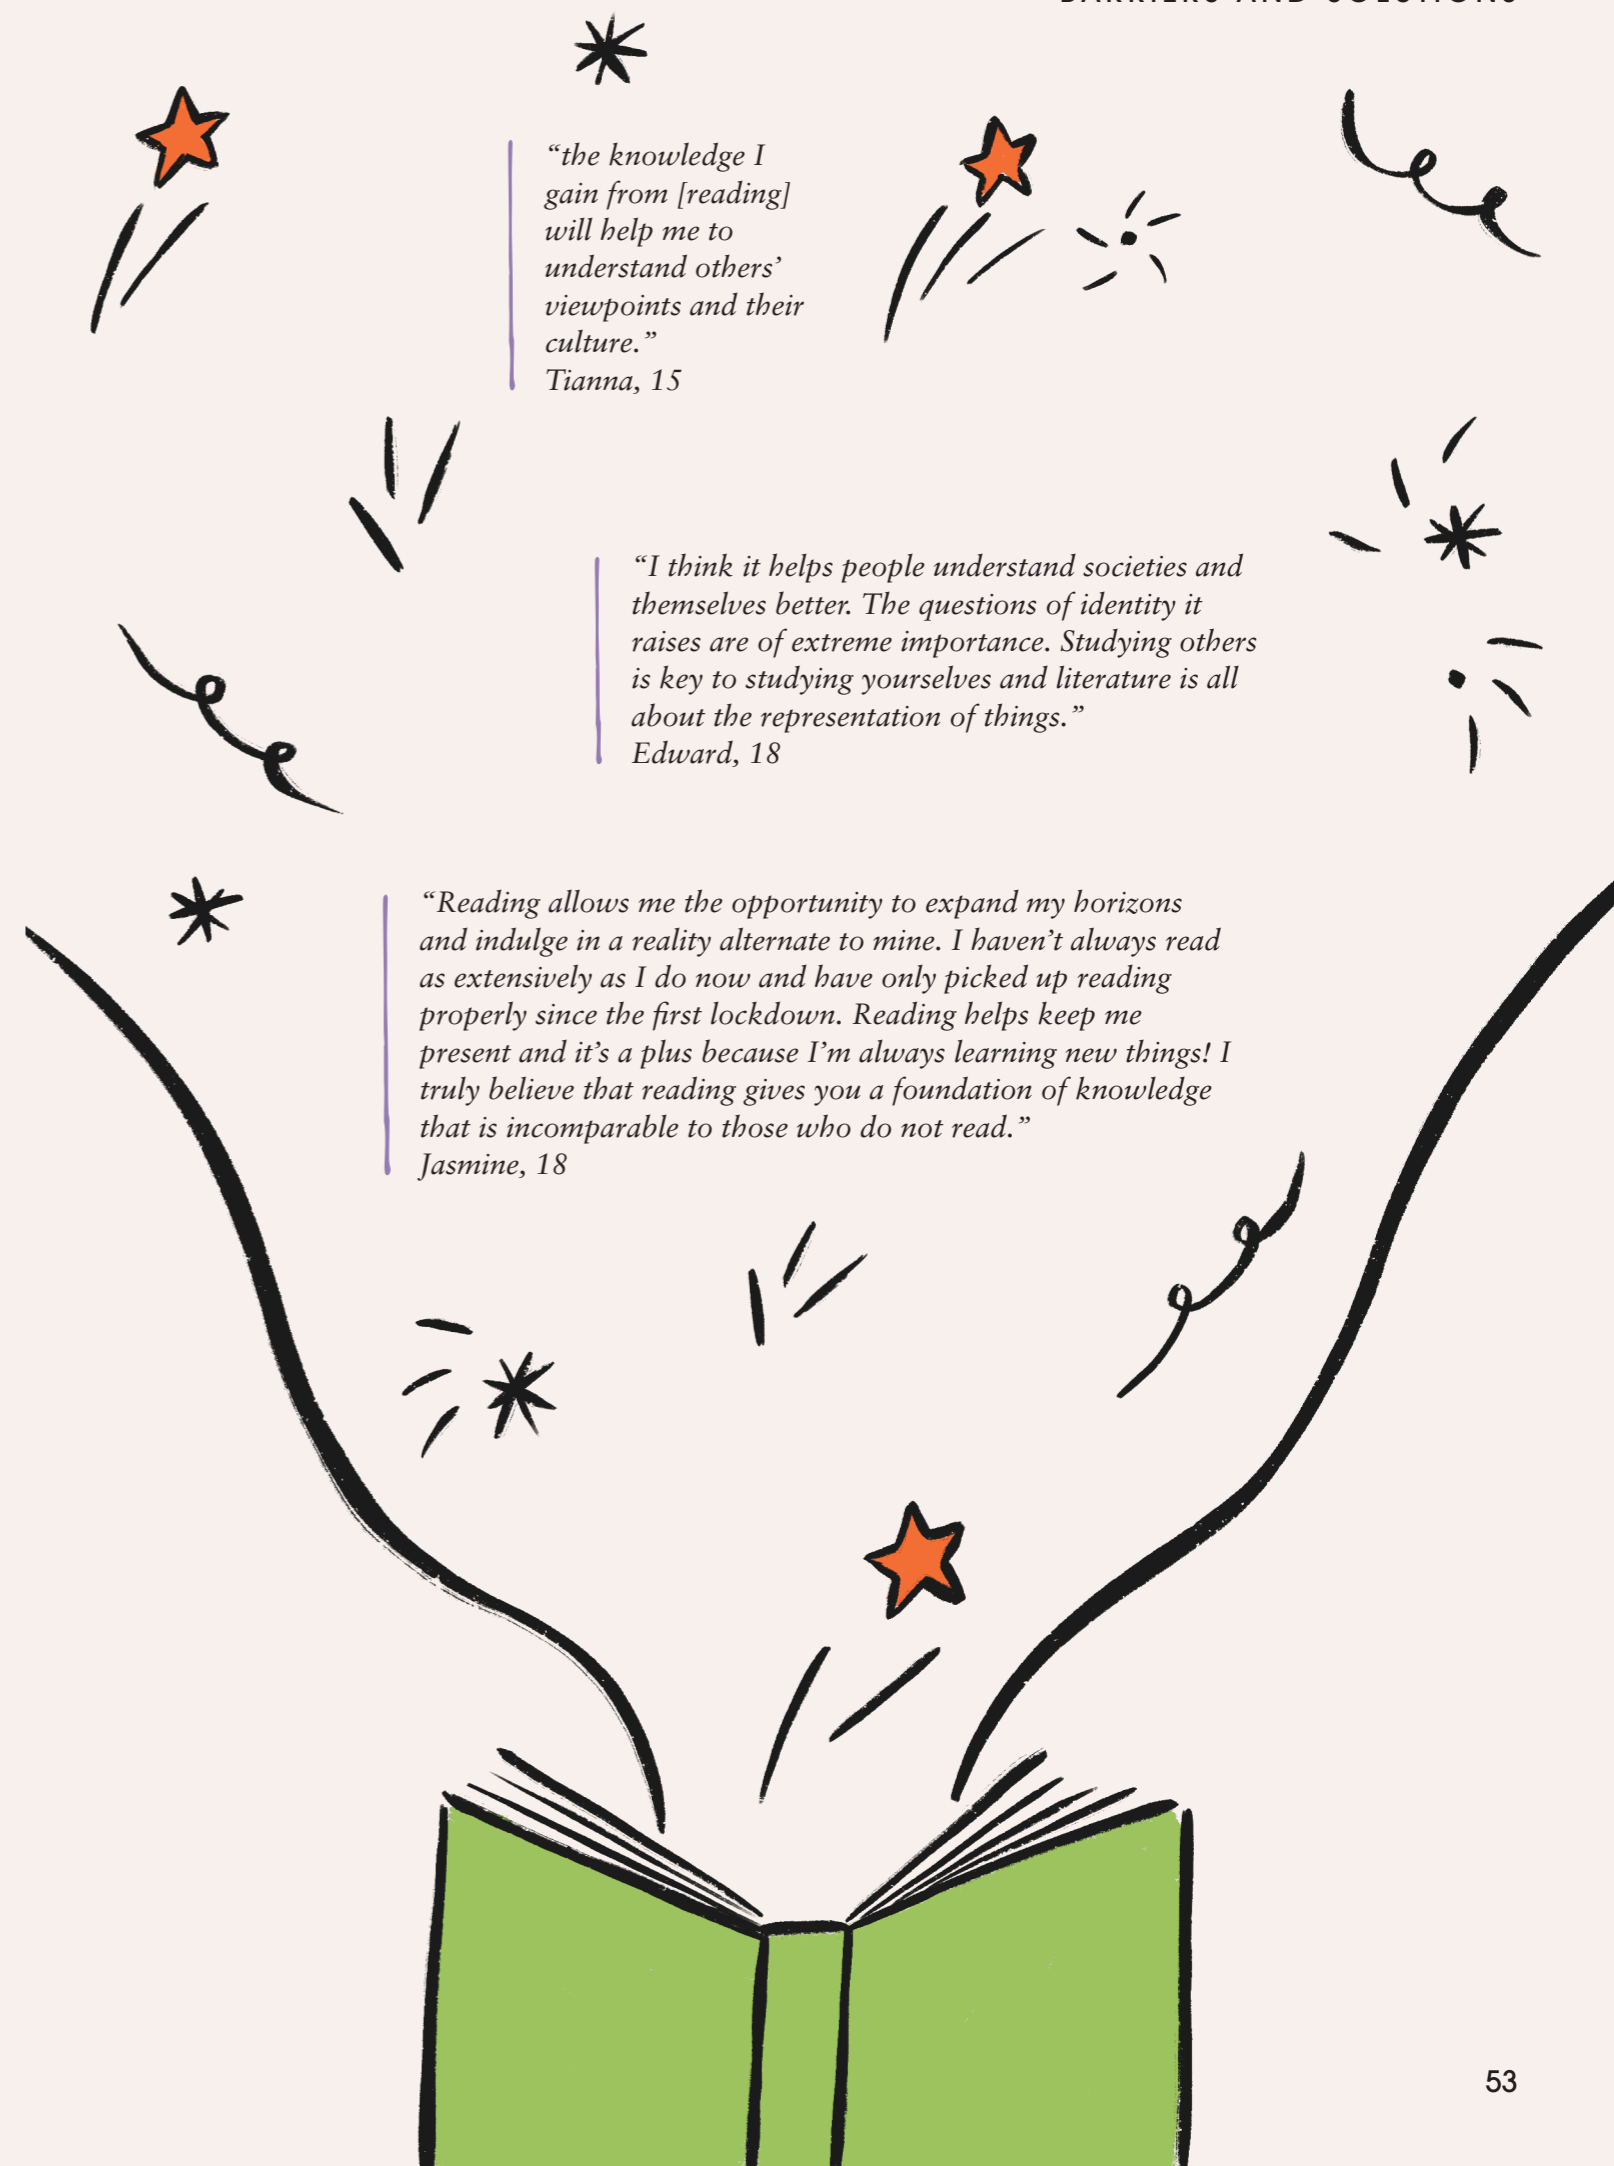 “the knowledge I
gain from [reading]
will help me to
understand others’
viewpoints and their
culture.”
Tianna, 15
“I think it helps people understand societies and
themselves better. The questions of identity it
raises are of extreme importance. Studying others
is key to studying yourselves and literature is all
about the representation of things.”
Edward, 18
“Reading allows me the opportunity to expand my horizons
and indulge in a reality alternate to mine. I haven’t always read
as extensively as I do now and have only picked up reading
properly since the first lockdown. Reading helps keep me
present and it’s a plus because I’m always learning new things! I
truly believe that reading gives you a foundation of knowledge
that is incomparable to those who do not read.”
Jasmine, 18
53